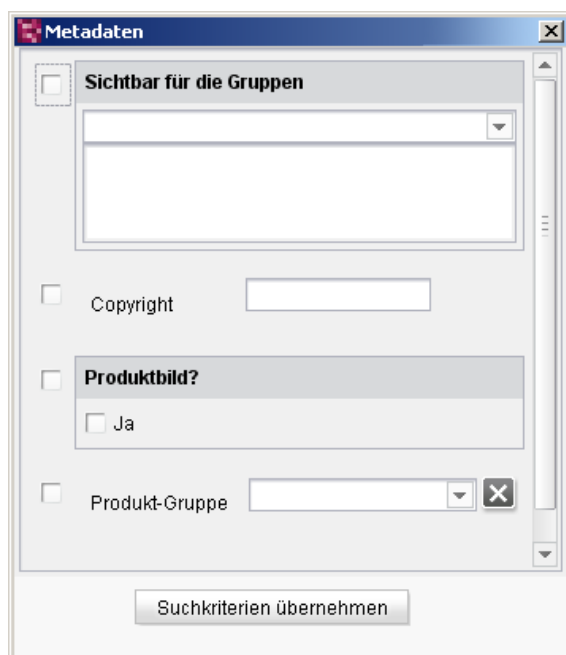 Metadaten
Sichtbar für die Gruppen
Copyright
Produktbild?
Ja
Produkt-Gruppe
Suchkriterien übernehmen